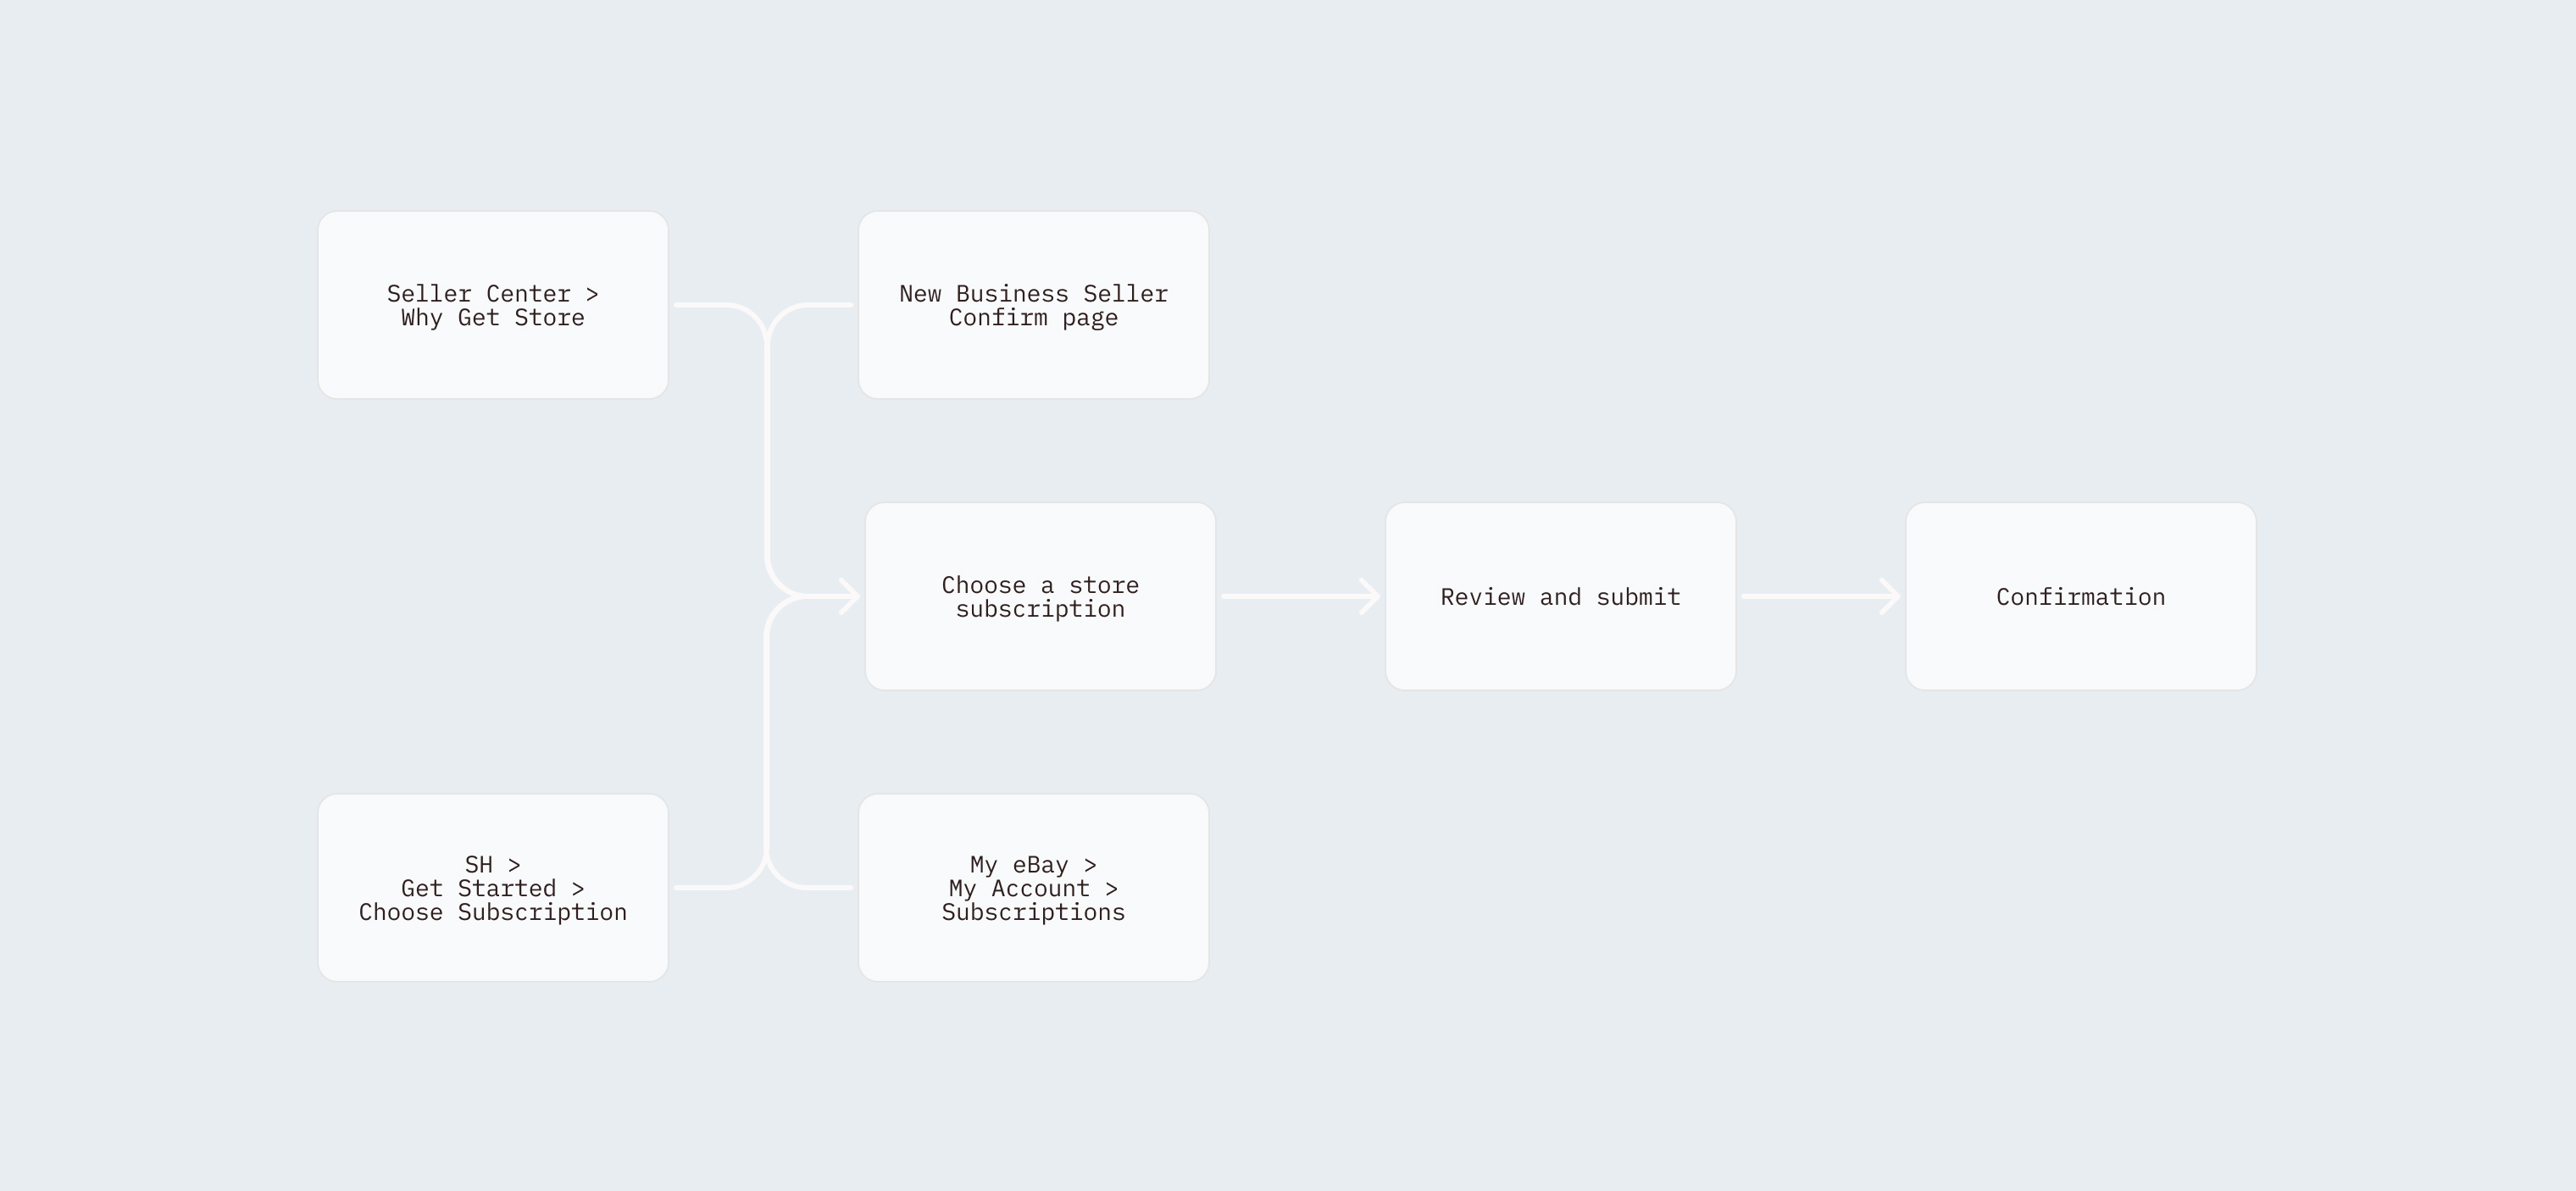 Seller Center >
Why Get Store
New Business Seller
Confirm page
Choose a store
subscription
Review and submit
Confirmation
SH >
Get Started >
Choose Subscription
My eBay >
My Account >
Subscriptions